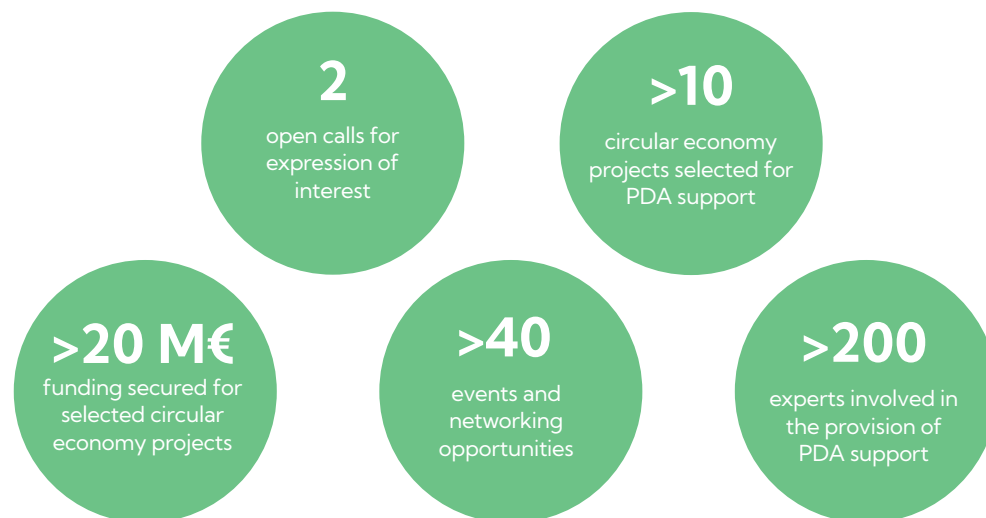 2
open calls for
expression of
interest
>10
circular economy
projects selected for
PDA support
>20 M€
funding secured for
selected circular
economy projects
>40
events and
networking
opportunities
>200
experts involved in
the provision of
PDA support